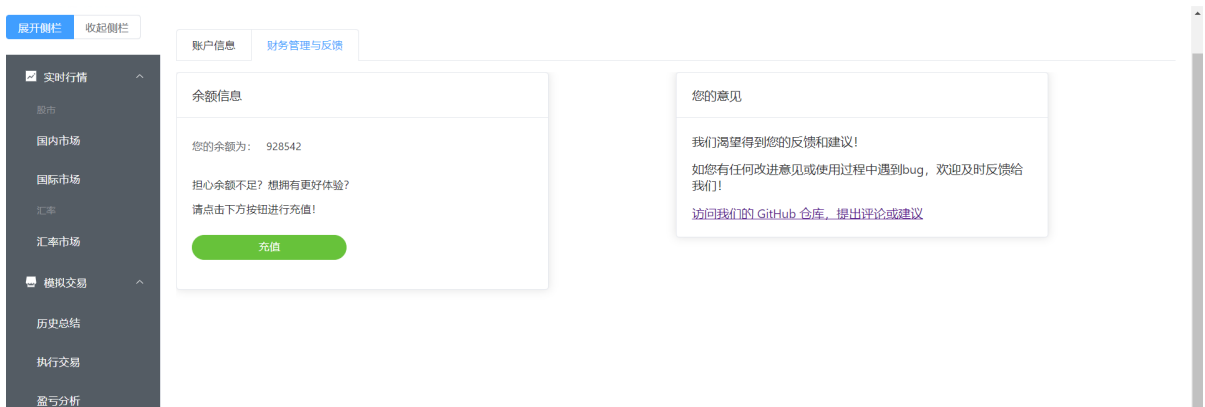 展开侧栏 收起侧栏
实时行情
股市
国内市场
国际市场
汇率
汇率市场
模拟交易
历史总结
执行交易
盈亏分析
账户信息 财务管理与反馈
余额信息
您的余额为： 928542
担心余额不足？想拥有更好体验？
请点击下方按钮进行充值！
充值
您的意见
我们渴望得到您的反馈和建议！
如您有任何改进意见或使用过程中遇到bug，欢迎及时反馈给
我们！
访问我们的 GitHub 仓库，提出评论或建议